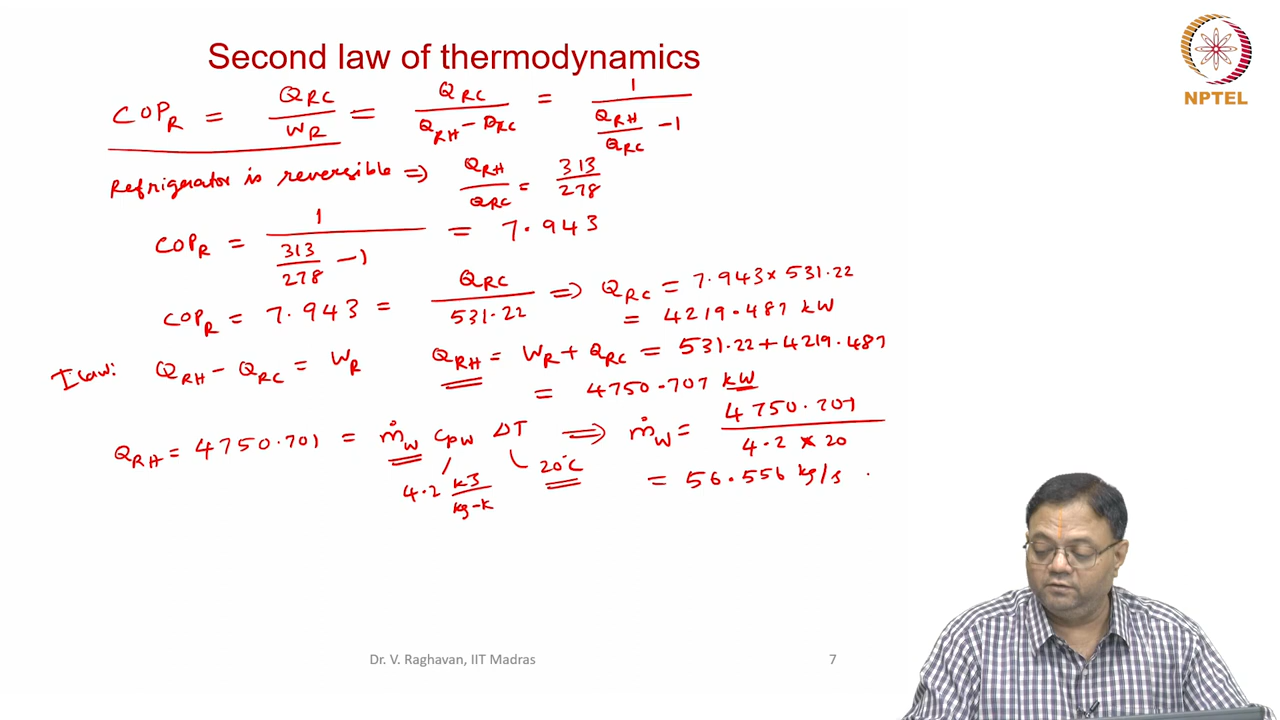 Second law of thermodynamics
NPTEL
COP_R = Q_RC / W_R = Q_RC / (Q_RH − Q_RC) = 1 / (Q_RH / Q_RC − 1)
Refrigerator is reversible ⇒ Q_RH / Q_RC = 313 / 278
COP_R = 1 / (313 / 278 − 1) = 7.943
COP_R = 7.943 = Q_RC / 531.22 ⇒ Q_RC = 7.943 × 531.22
= 4219.487 kW
I law: Q_RH − Q_RC = W_R Q_RH = W_R + Q_RC = 531.22 + 4219.487
= 4750.707 kW
Q_RH = 4750.701 = ṁ_W C_pW ΔT ⇒ ṁ_W = 4750.701 / (4.2 × 20)
4.2 kJ / kg-K 20°C = 56.556 kg/s.
Dr. V. Raghavan, IIT Madras 7